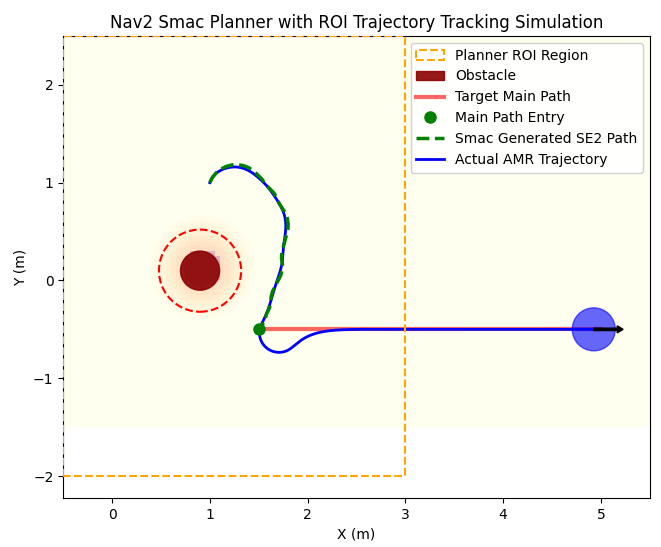 Nav2 Smac Planner with ROI Trajectory Tracking Simulation
Planner ROI Region
Obstacle
Target Main Path
Main Path Entry
Smac Generated SE2 Path
Actual AMR Trajectory
2
1
0
−1
−2
Y (m)
0
1
2
3
4
5
X (m)